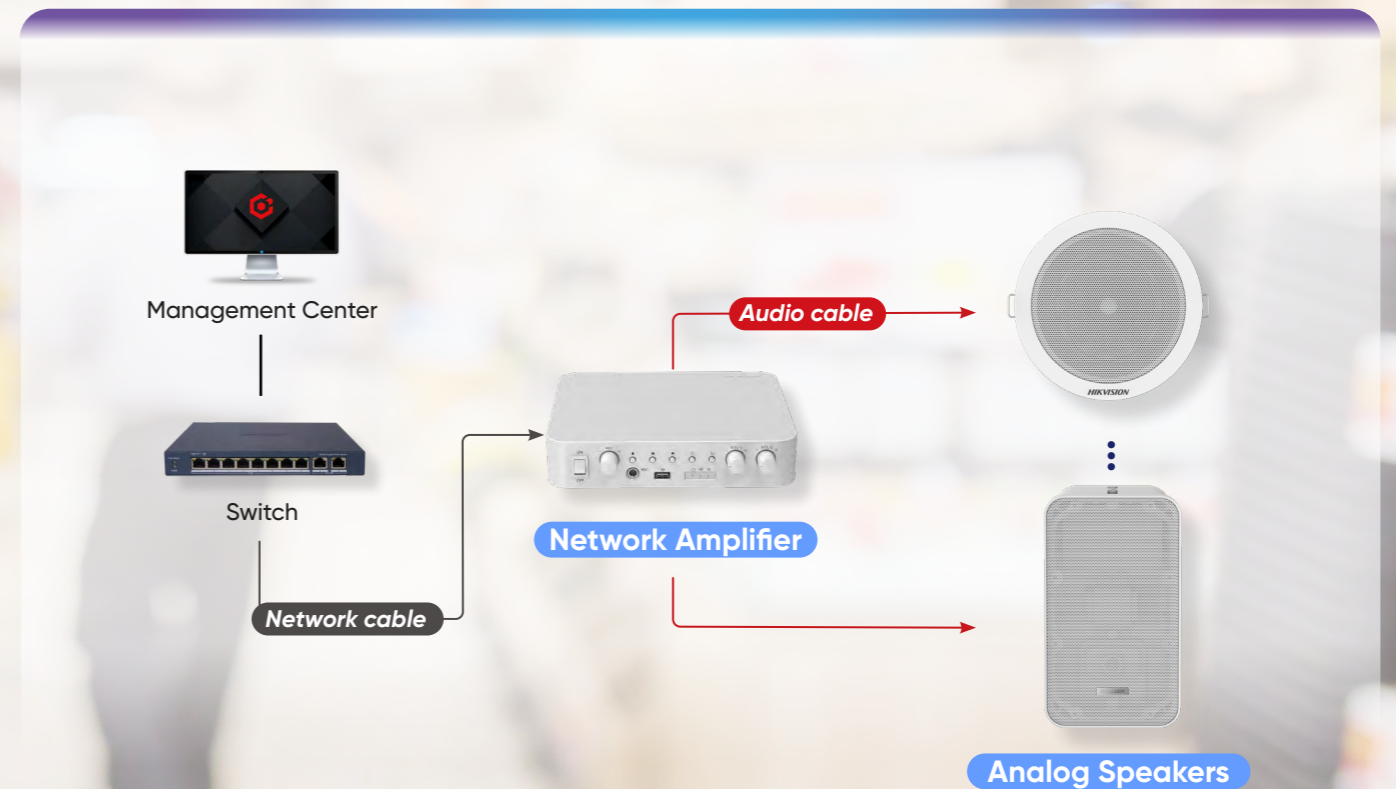 Management Center
Switch
Network cable
Network Amplifier
Audio cable
HIKVISION
Analog Speakers